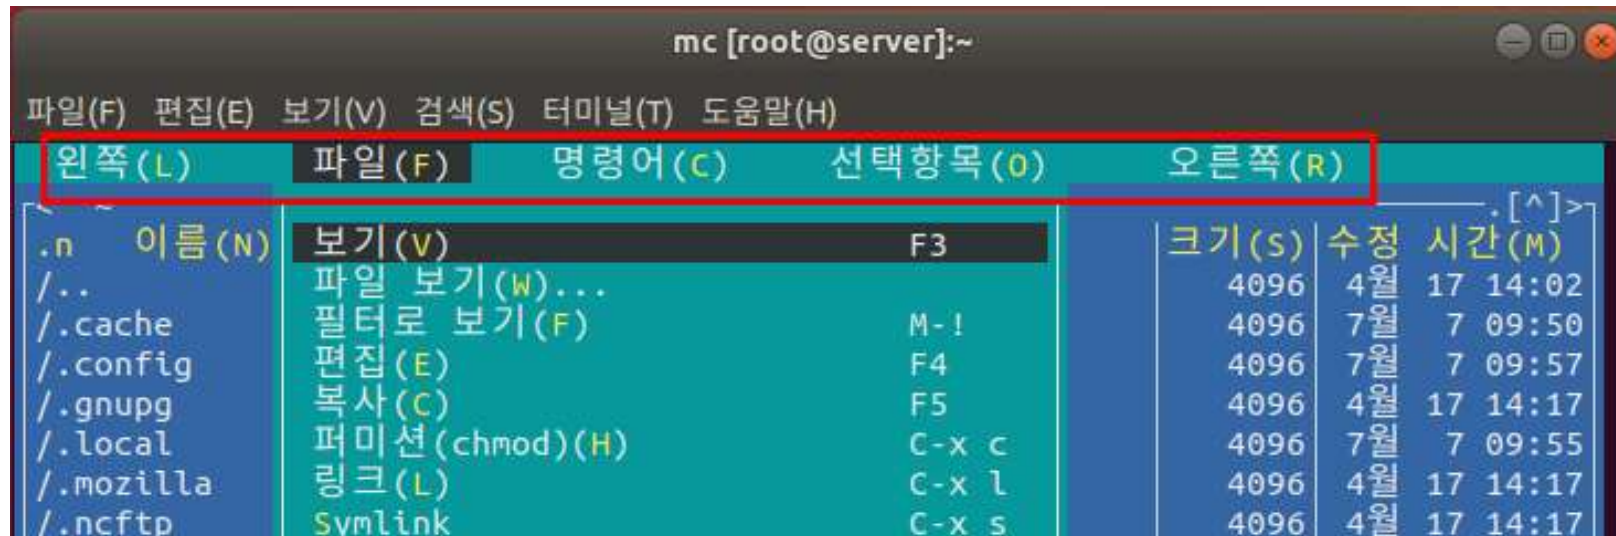 mc [root@server]:~
파일(F) 편집(E) 보기(V) 검색(S) 터미널(T) 도움말(H)
왼쪽(L) 파일(F) 명령어(C) 선택항목(O) 오른쪽(R)
.[^]>
.n 이름(N) 보기(V) F3 크기(S) 수정 시간(M)
/.. 파일 보기(W)... 4096 4월 17 14:02
/.cache 필터로 보기(F) M-! 4096 7월 7 09:50
/.config 편집(E) F4 4096 7월 7 09:57
/.gnupg 복사(C) F5 4096 4월 17 14:17
/.local 퍼미션(chmod)(H) C-x c 4096 7월 7 09:55
/.mozilla 링크(L) C-x l 4096 4월 17 14:17
/.ncftp Symlink C-x s 4096 4월 17 14:17